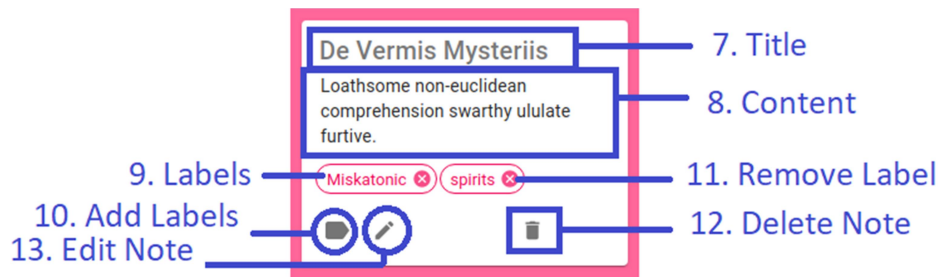 De Vermis Mysteriis
7. Title
Loathsome non-euclidean
comprehension swarthy ululate
furtive.
8. Content
9. Labels
Miskatonic
spirits
11. Remove Label
10. Add Labels
12. Delete Note
13. Edit Note